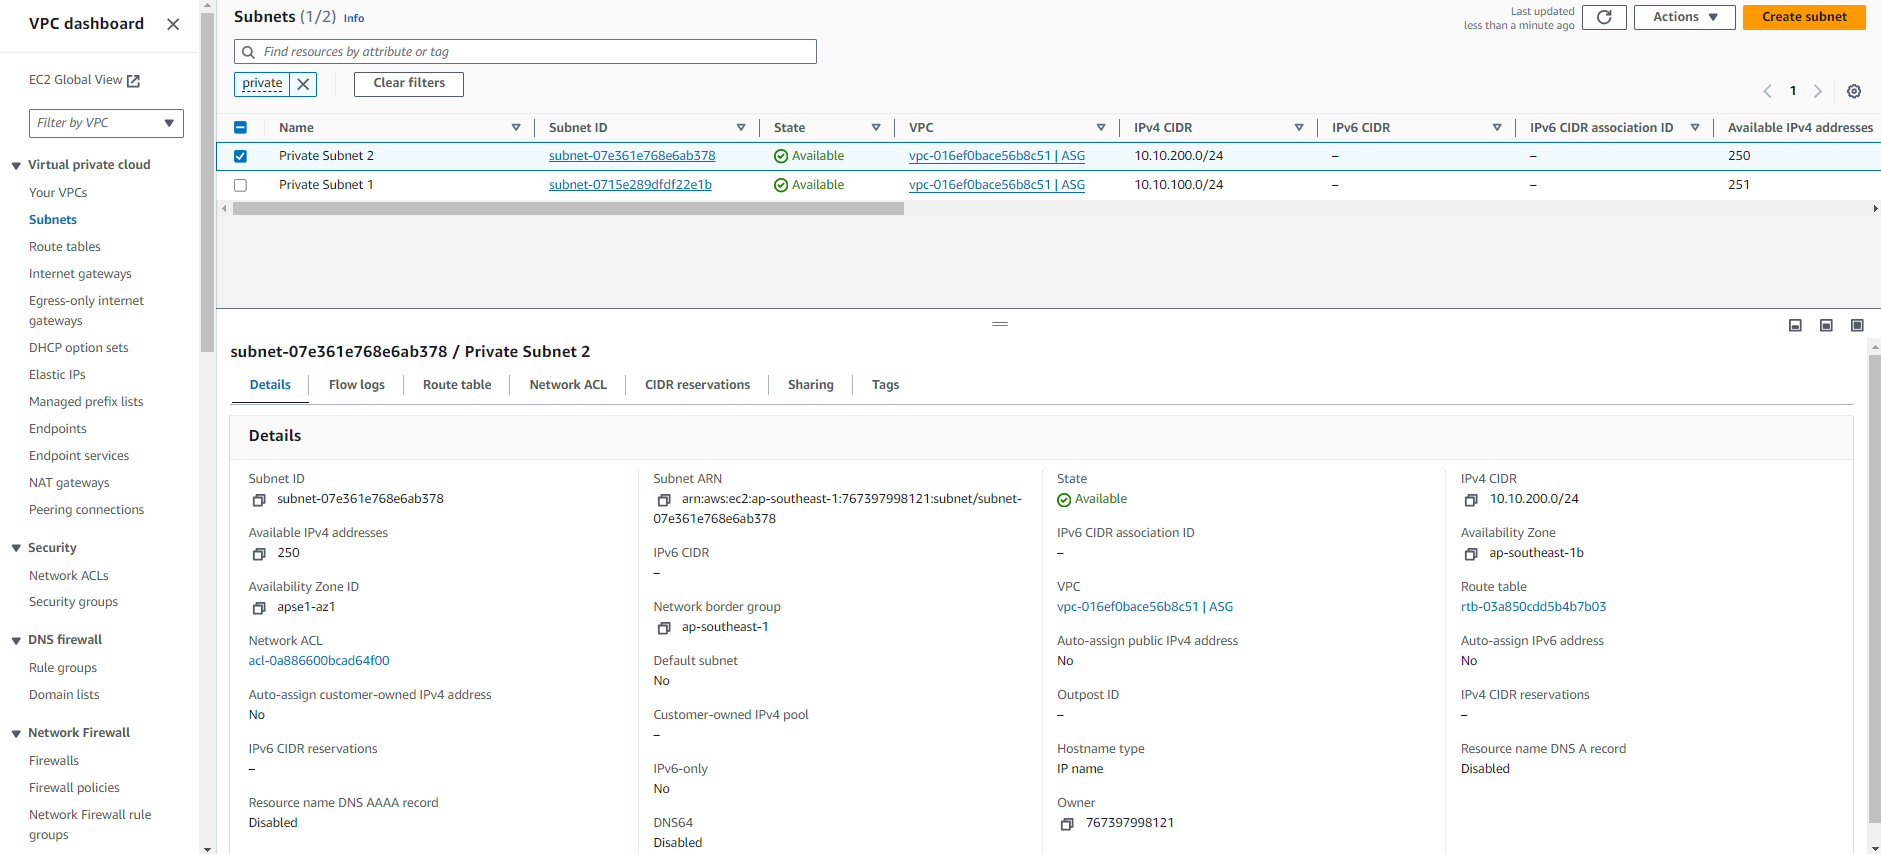 VPC dashboard
EC2 Global View
Filter by VPC
Virtual private cloud
Your VPCs
Subnets
Route tables
Internet gateways
Egress-only internet
gateways
DHCP option sets
Elastic IPs
Managed prefix lists
Endpoints
Endpoint services
NAT gateways
Peering connections
Security
Network ACLs
Security groups
DNS firewall
Rule groups
Domain lists
Network Firewall
Firewalls
Firewall policies
Network Firewall rule
groups
Subnets (1/2) Info
Last updated
less than a minute ago
Actions
Create subnet
Find resources by attribute or tag
private
Clear filters
1
Name Subnet ID State VPC IPv4 CIDR IPv6 CIDR IPv6 CIDR association ID Available IPv4 addresses
Private Subnet 2 subnet-07e361e768e6ab378 Available vpc-016ef0bace56b8c51 | ASG 10.10.200.0/24 – – 250
Private Subnet 1 subnet-0715e289dfdf22e1b Available vpc-016ef0bace56b8c51 | ASG 10.10.100.0/24 – – 251
subnet-07e361e768e6ab378 / Private Subnet 2
Details Flow logs Route table Network ACL CIDR reservations Sharing Tags
Details
Subnet ID
subnet-07e361e768e6ab378
Available IPv4 addresses
250
Availability Zone ID
apse1-az1
Network ACL
acl-0a886600bcad64f00
Auto-assign customer-owned IPv4 address
No
IPv6 CIDR reservations
–
Resource name DNS AAAA record
Disabled
Subnet ARN
arn:aws:ec2:ap-southeast-1:767397998121:subnet/subnet-
07e361e768e6ab378
IPv6 CIDR
–
Network border group
ap-southeast-1
Default subnet
No
Customer-owned IPv4 pool
–
IPv6-only
No
DNS64
Disabled
State
Available
IPv6 CIDR association ID
–
VPC
vpc-016ef0bace56b8c51 | ASG
Auto-assign public IPv4 address
No
Outpost ID
–
Hostname type
IP name
Owner
767397998121
IPv4 CIDR
10.10.200.0/24
Availability Zone
ap-southeast-1b
Route table
rtb-03a850cdd5b4b7b03
Auto-assign IPv6 address
No
IPv4 CIDR reservations
–
Resource name DNS A record
Disabled